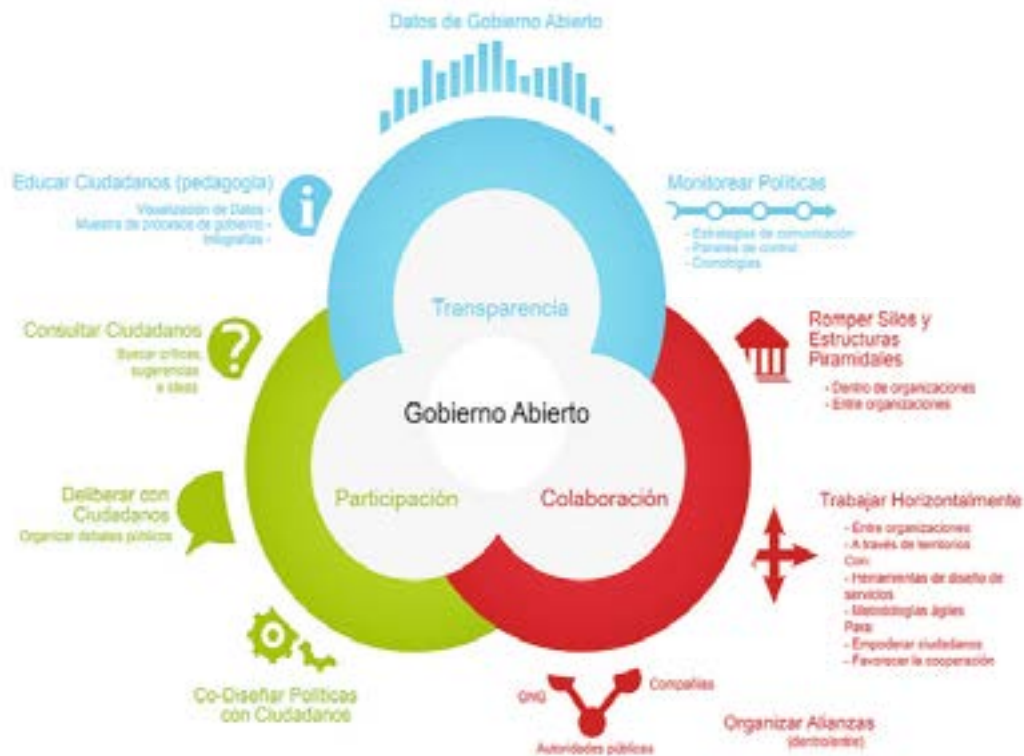 Datos de Gobierno Abierto
Educar Ciudadanos (pedagogía)
Visualización de Datos -
Muestra de procesos de gobierno -
Infografías -
Monitorear Políticas
- Estrategias de comunicación
- Paneles de control
- Cronologías
Transparencia
Consultar Ciudadanos
Buscar críticas,
sugerencias
e ideas
Romper Silos y
Estructuras
Piramidales
- Dentro de organizaciones
- Entre organizaciones
Gobierno Abierto
Participación
Colaboración
Deliberar con
Ciudadanos
Organizar debates públicos
Trabajar Horizontalmente
- Entre organizaciones
- A través de territorios
Con:
- Herramientas de diseño de
servicios
- Metodologías ágiles
Para:
- Empoderar ciudadanos
- Favorecer la cooperación
Co-Diseñar Políticas
con Ciudadanos
ONG
Compañías
Autoridades públicas
Organizar Alianzas
(dentro/entre)